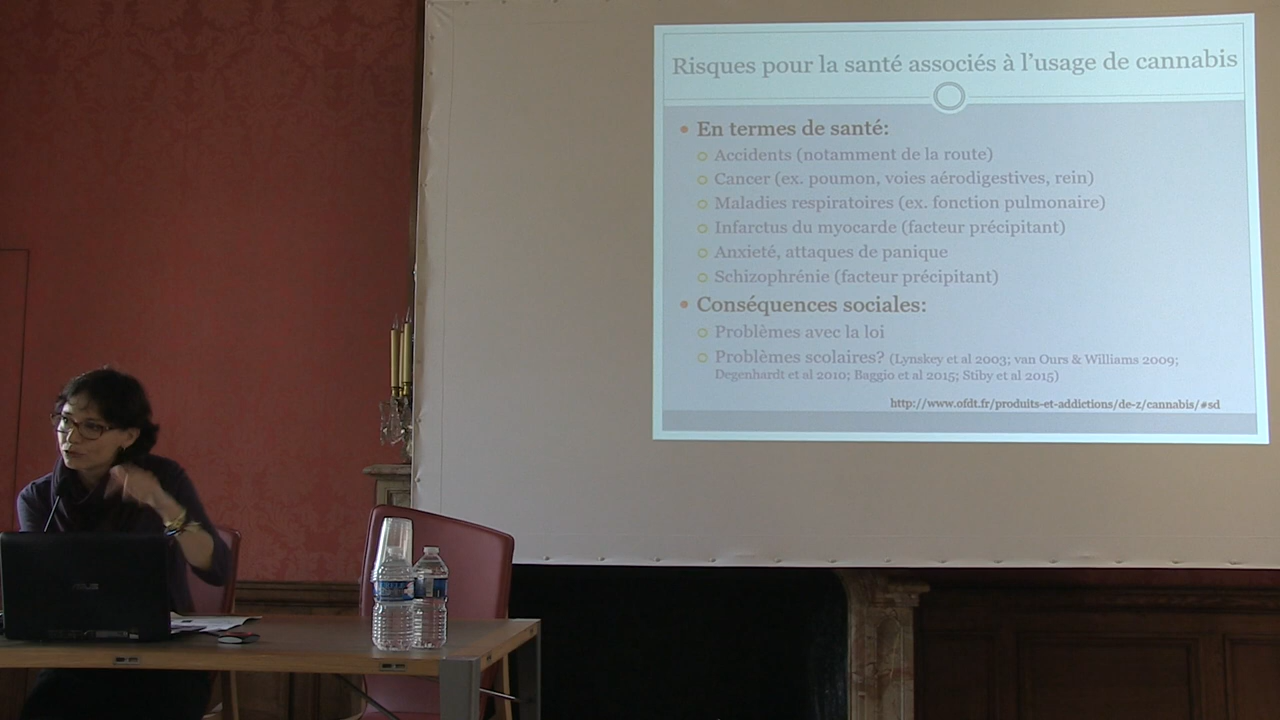 Risques pour la santé associés à l'usage de cannabis
• En termes de santé:
Accidents (notamment de la route)
Cancer (ex. poumon, voies aérodigestives, rein)
Maladies respiratoires (ex. fonction pulmonaire)
Infarctus du myocarde (facteur précipitant)
Anxieté, attaques de panique
Schizophrénie (facteur précipitant)
• Conséquences sociales:
Problèmes avec la loi
Problèmes scolaires? (Lynskey et al 2003; van Ours & Williams 2009;
Degenhardt et al 2010; Baggio et al 2015; Stiby et al 2015)
http://www.ofdt.fr/produits-et-addictions/de-z/cannabis/#sd